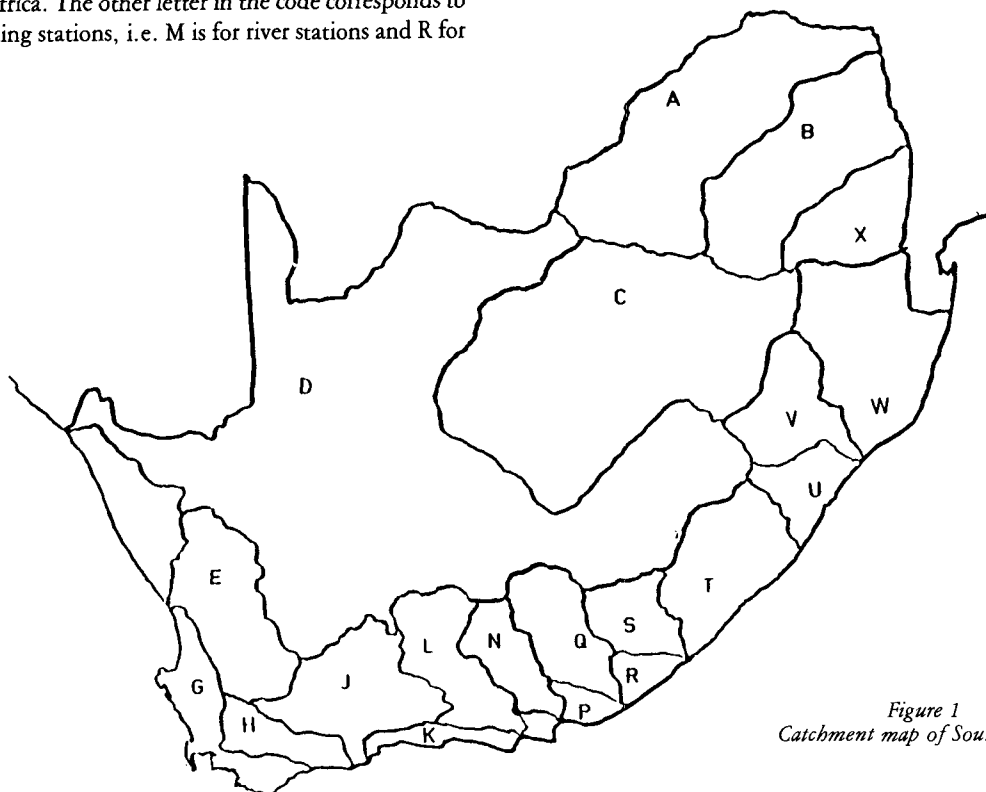 frica. The other letter in the code corresponds to
ing stations, i.e. M is for river stations and R for
A
B
X
C
D
V
W
U
E
T
S
L
N
Q
R
J
G
P
H
K
Figure 1
Catchment map of Sou